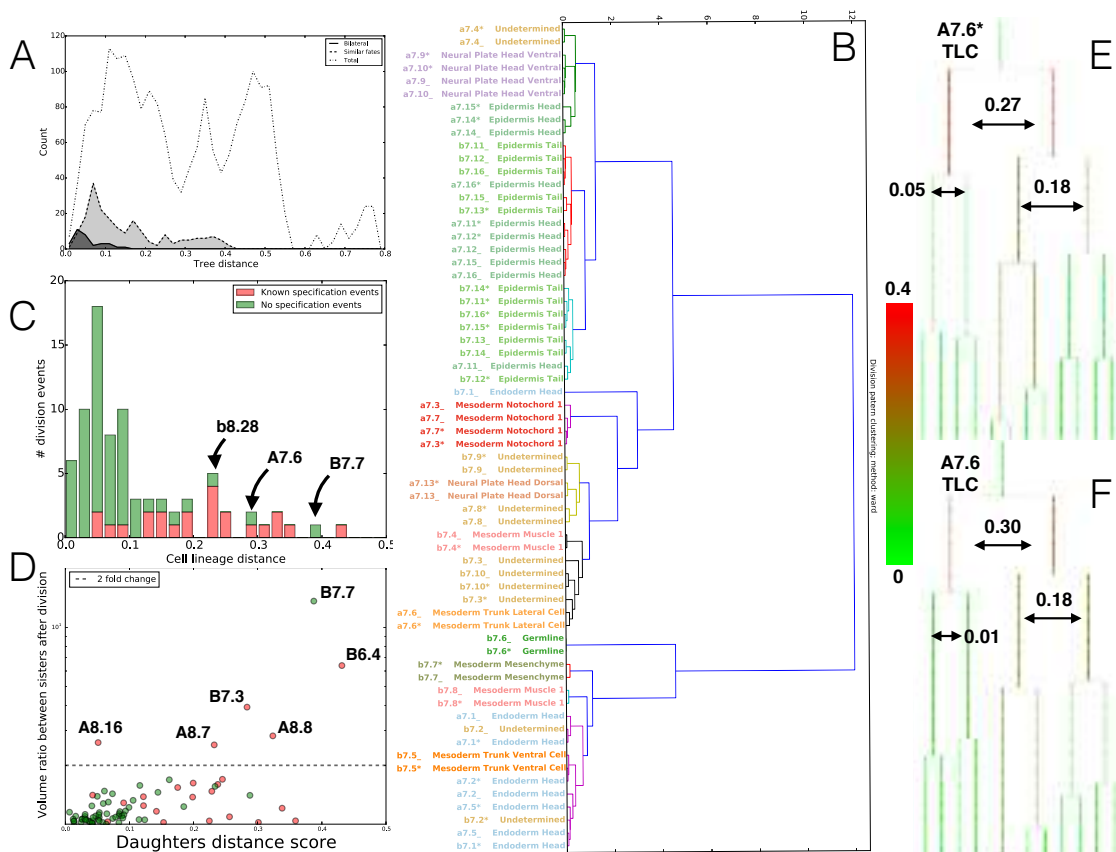 A
120
100
80
60
40
20
0
Count
Bilateral
Similar fates
Total
0.0 0.1 0.2 0.3 0.4 0.5 0.6 0.7 0.8
Tree distance
C
20
15
10
5
0
# division events
Known specification events
No specification events
b8.28
A7.6
B7.7
0.0 0.1 0.2 0.3 0.4 0.5
Cell lineage distance
D
2 fold change
10¹
Volume ratio between sisters after division
B7.7
B6.4
B7.3
A8.16
A8.7
A8.8
0.0 0.1 0.2 0.3 0.4 0.5
Daughters distance score
B
0 2 4 6 8 10 12
a7.4* Undetermined
a7.4_ Undetermined
a7.9* Neural Plate Head Ventral
a7.10* Neural Plate Head Ventral
a7.9_ Neural Plate Head Ventral
a7.10_ Neural Plate Head Ventral
a7.15* Epidermis Head
a7.14* Epidermis Head
a7.14_ Epidermis Head
b7.11_ Epidermis Tail
b7.12_ Epidermis Tail
b7.16_ Epidermis Tail
a7.16* Epidermis Head
b7.15_ Epidermis Tail
b7.13* Epidermis Tail
a7.11* Epidermis Head
a7.12* Epidermis Head
a7.12_ Epidermis Head
a7.15_ Epidermis Head
a7.16_ Epidermis Head
b7.14* Epidermis Tail
b7.11* Epidermis Tail
b7.16* Epidermis Tail
b7.15* Epidermis Tail
b7.13_ Epidermis Tail
b7.14_ Epidermis Tail
a7.11_ Epidermis Head
b7.12* Epidermis Tail
b7.1_ Endoderm Head
a7.3_ Mesoderm Notochord 1
a7.7_ Mesoderm Notochord 1
a7.7* Mesoderm Notochord 1
a7.3* Mesoderm Notochord 1
b7.9* Undetermined
b7.9_ Undetermined
a7.13* Neural Plate Head Dorsal
a7.13_ Neural Plate Head Dorsal
a7.8* Undetermined
a7.8_ Undetermined
b7.4_ Mesoderm Muscle 1
b7.4* Mesoderm Muscle 1
b7.3_ Undetermined
b7.10_ Undetermined
b7.10* Undetermined
b7.3* Undetermined
a7.6_ Mesoderm Trunk Lateral Cell
a7.6* Mesoderm Trunk Lateral Cell
b7.6_ Germline
b7.6* Germline
b7.7* Mesoderm Mesenchyme
b7.7_ Mesoderm Mesenchyme
b7.8_ Mesoderm Muscle 1
b7.8* Mesoderm Muscle 1
a7.1_ Endoderm Head
b7.2_ Undetermined
a7.1* Endoderm Head
b7.5_ Mesoderm Trunk Ventral Cell
b7.5* Mesoderm Trunk Ventral Cell
a7.2* Endoderm Head
a7.2_ Endoderm Head
a7.5* Endoderm Head
b7.2* Undetermined
a7.5_ Endoderm Head
b7.1* Endoderm Head
Division pattern clustering; method: ward
E
A7.6*
TLC
0.27
0.05
0.18
0.4
0
F
A7.6
TLC
0.30
0.18
0.01